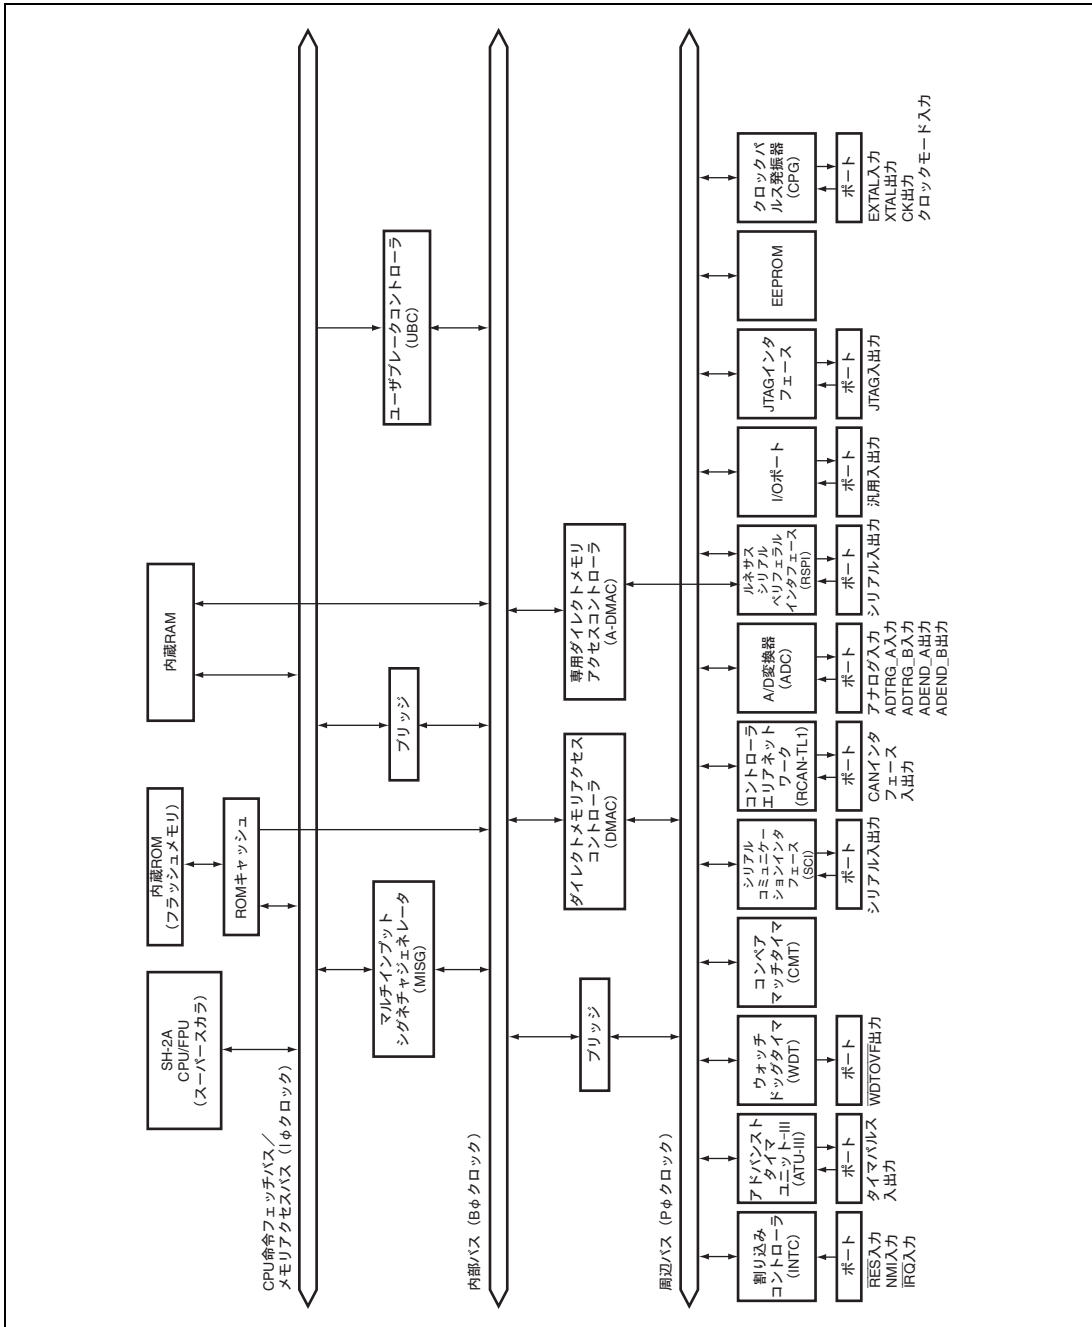 SH-2A
CPU/FPU
（スーパースカラ）
内蔵ROM
（フラッシュメモリ）
ROMキャッシュ
内蔵RAM
CPU命令フェッチバス／
メモリアクセスバス（Iφクロック）
マルチインプット
シグネチャジェネレータ
（MISG）
ブリッジ
ユーザブレークコントローラ
（UBC）
内部バス（Bφクロック）
ブリッジ
ダイレクトメモリアクセス
コントローラ
（DMAC）
専用ダイレクトメモリ
アクセスコントローラ
（A-DMAC）
周辺バス（Pφクロック）
割り込み
コントローラ
（INTC）
アドバンスト
タイマ
ユニット-III
（ATU-III）
ウォッチ
ドッグタイマ
（WDT）
コンペア
マッチタイマ
（CMT）
シリアル
コミュニケー
ションインタ
フェース
（SCI）
コントローラ
エリアネット
ワーク
（RCAN-TL1）
A/D変換器
（ADC）
ルネサス
シリアル
ペリフェラル
インタフェース
（RSPI）
I/Oポート
JTAGインタ
フェース
EEPROM
クロックパ
ルス発振器
（CPG）
ポート
ポート
ポート
ポート
ポート
ポート
ポート
ポート
ポート
ポート
RES入力
NMI入力
IRQ入力
タイマパルス
入出力
WDTOVF出力
シリアル入出力
CANインタ
フェース
入出力
アナログ入力
ADTRG_A入力
ADTRG_B入力
ADEND_A出力
ADEND_B出力
シリアル入出力
汎用入出力
JTAG入出力
EXTAL入力
XTAL出力
CK出力
クロックモード入力